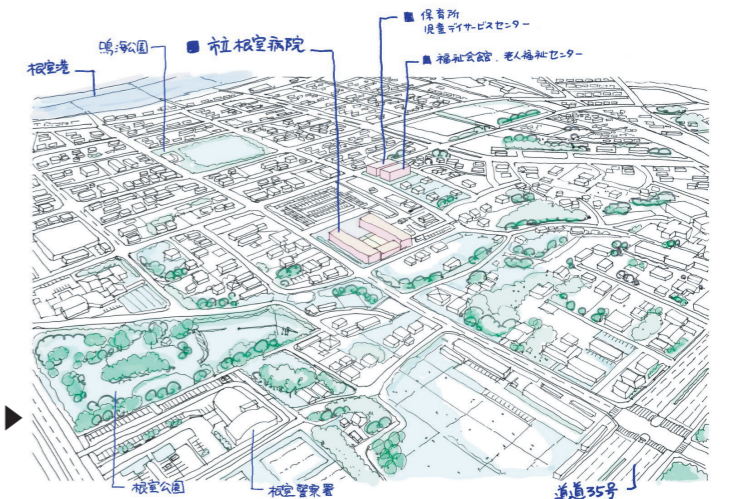 ■ 保育所
児童デイサービスセンター
鳴海公園
■ 市立根室病院
■ 福祉会館、老人福祉センター
根室港
根室公園
根室警察署
道道35号